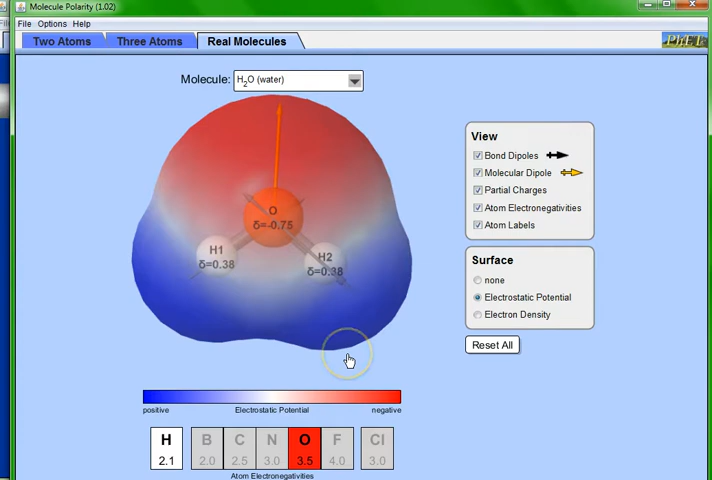 Molecule Polarity (1.02)
File Options Help
Two Atoms Three Atoms Real Molecules
PhET
Molecule: H₂O (water)
View
Bond Dipoles
Molecular Dipole
Partial Charges
Atom Electronegativities
Atom Labels
O
δ=-0.75
H1
δ=0.38
H2
δ=0.38
Surface
none
Electrostatic Potential
Electron Density
Reset All
positive Electrostatic Potential negative
H B C N O F Cl
2.1 2.0 2.5 3.0 3.5 4.0 3.0
Atom Electronegativities